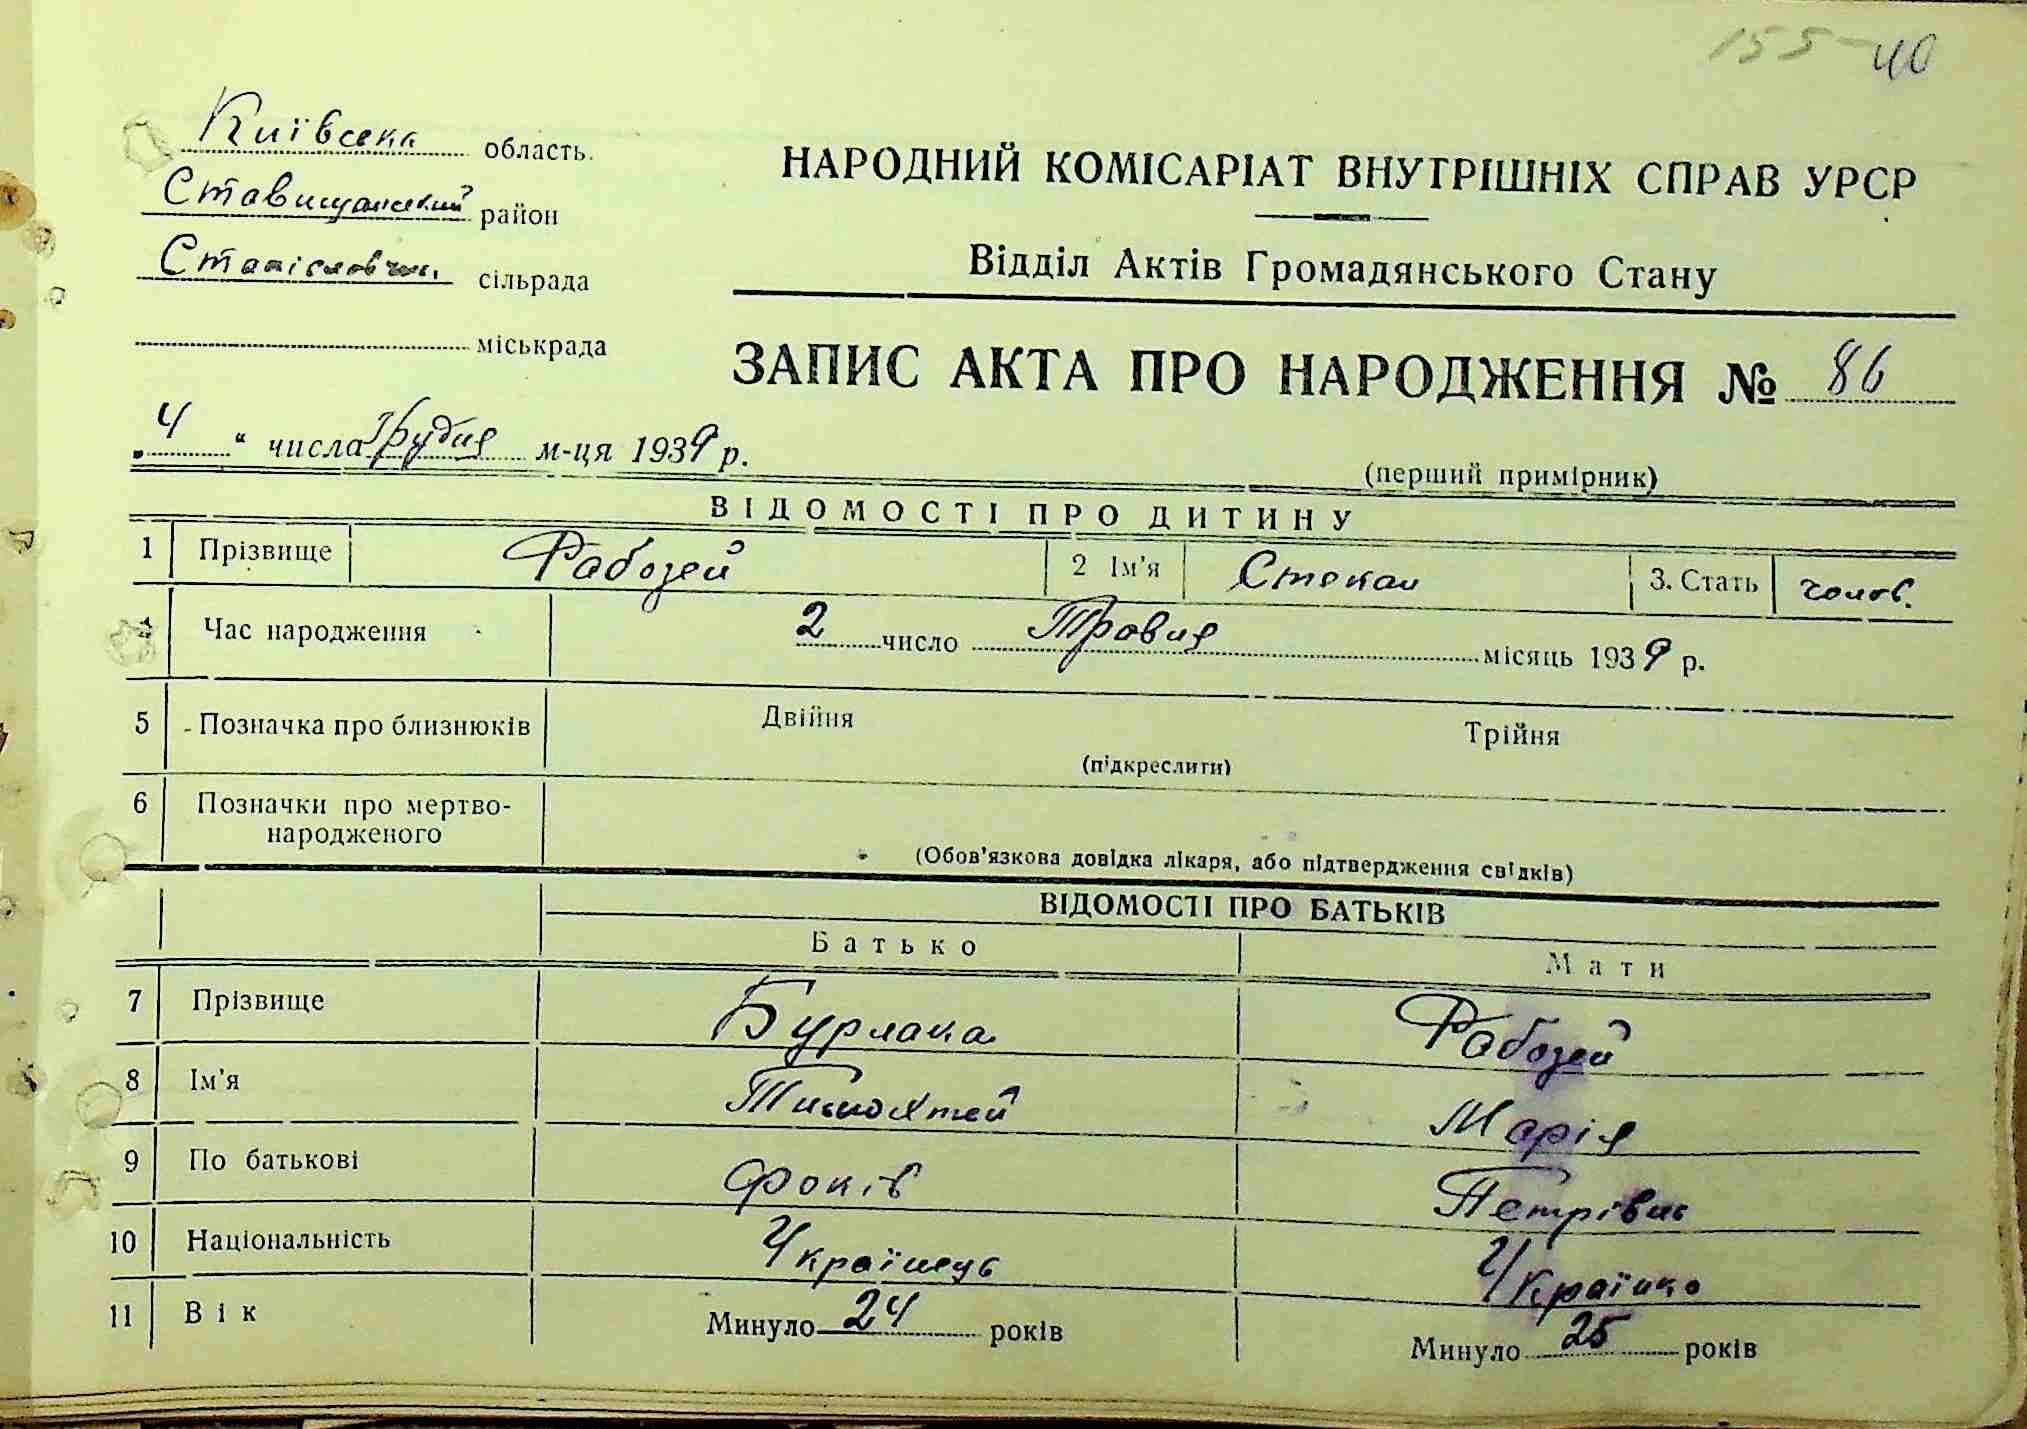 155-40
Київська область.
Ставищанський район
Станіславчик. сільрада
міськрада
НАРОДНИЙ КОМІСАРІАТ ВНУТРІШНІХ СПРАВ УРСР
Відділ Актів Громадянського Стану
ЗАПИС АКТА ПРО НАРОДЖЕННЯ № 86
„4“ числа Грудня м-ця 1939 р.
(перший примірник)
ВІДОМОСТІ ПРО ДИТИНУ
1 Прізвище Рабозей 2 Ім'я Степан 3. Стать чолов.
4 Час народження 2 число Травня місяць 1939 р.
5 Позначка про близнюків Двійня Трійня
(підкреслити)
6 Позначки про мертво-
народженого
(Обов'язкова довідка лікаря, або підтвердження свідків)
ВІДОМОСТІ ПРО БАТЬКІВ
Батько Мати
7 Прізвище Бурлака Рабозей
8 Ім'я Тимохтей Марія
9 По батькові Фоків Петрівна
10 Національність Українець Українка
11 Вік Минуло 24 років Минуло 25 років